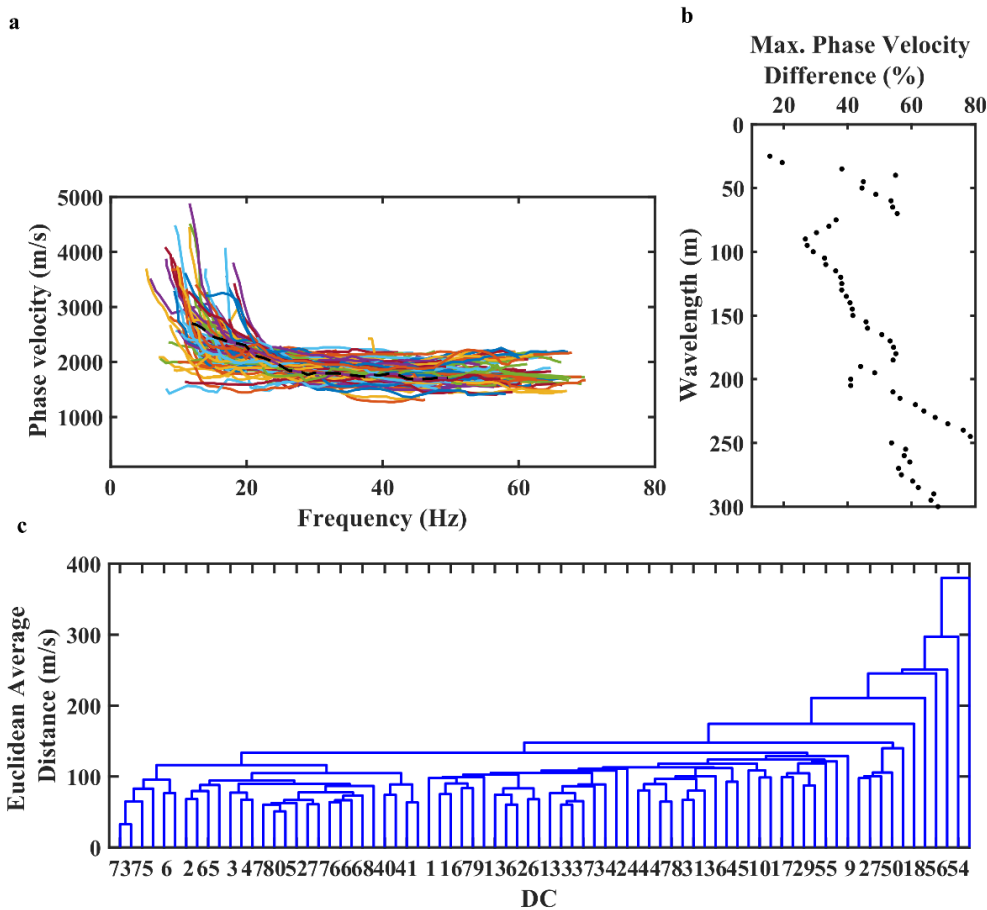 a
5000
4000
3000
2000
1000
0 20 40 60 80
Phase velocity (m/s)
Frequency (Hz)
b
Max. Phase Velocity
Difference (%)
20 40 60 80
0
50
100
150
200
250
300
Wavelength (m)
c
400
300
200
100
0
Euclidean Average
Distance (m/s)
DC